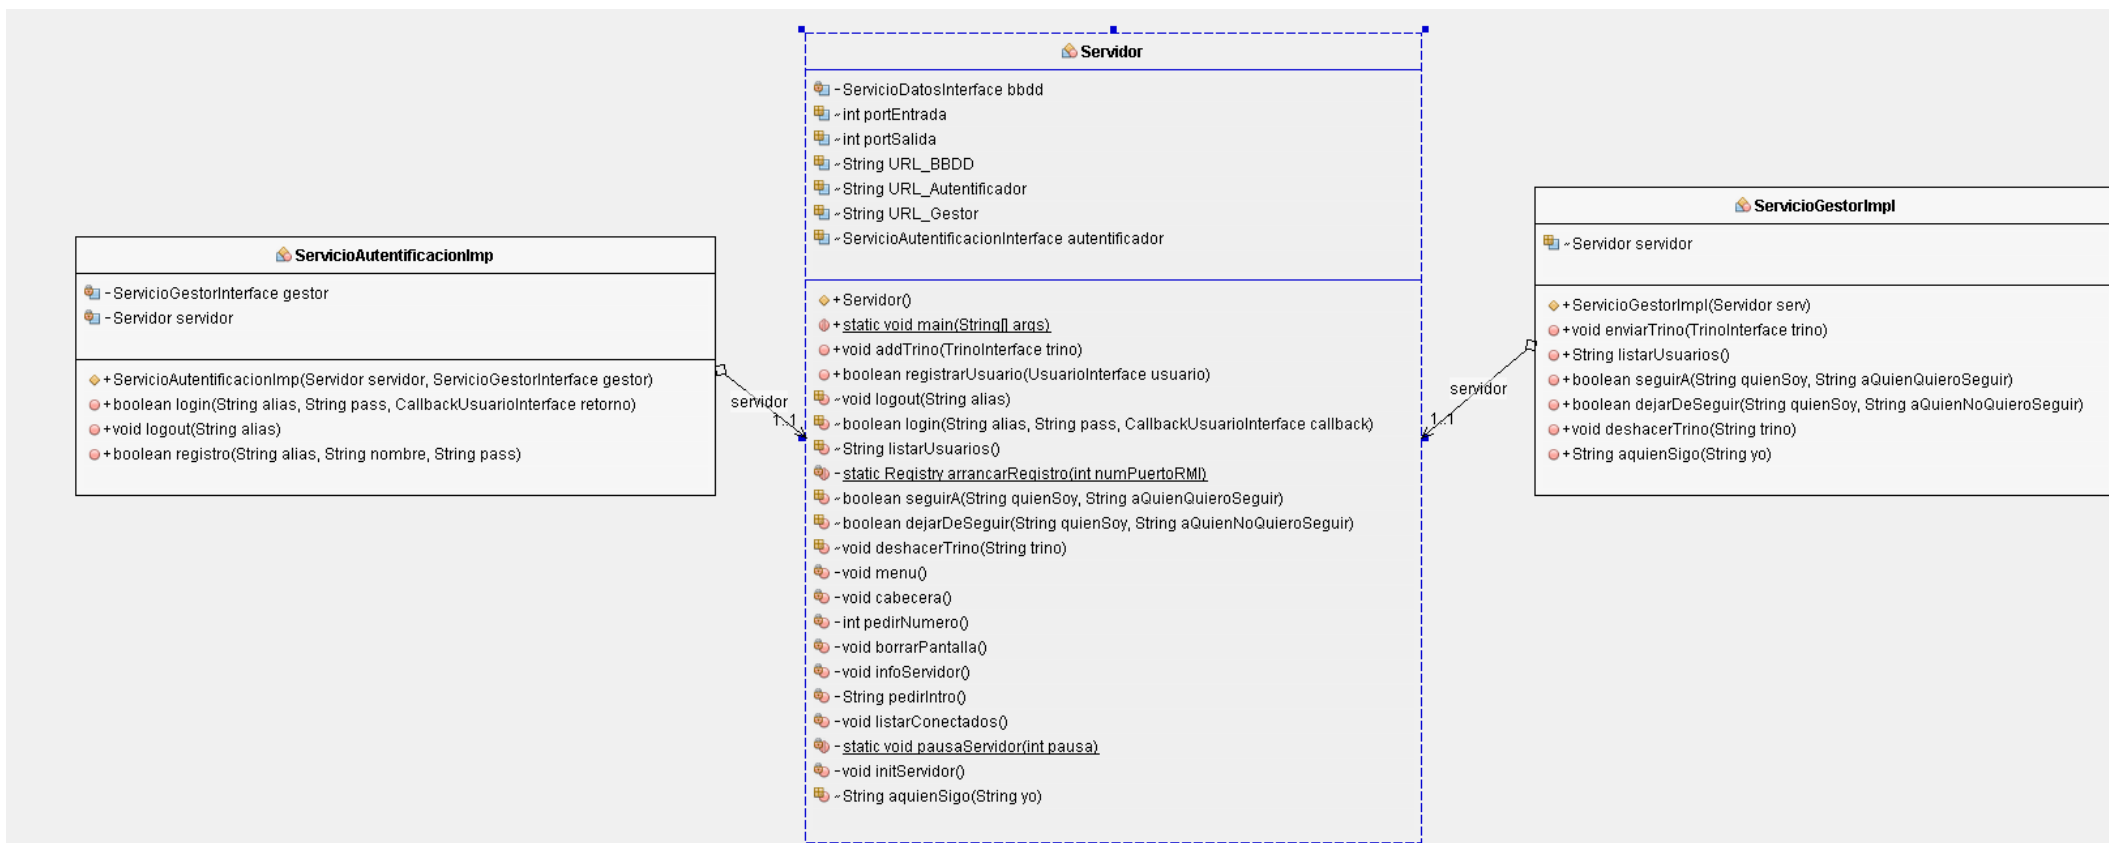 Servidor
-ServicioDatosInterface bbdd
~int portEntrada
~int portSalida
~String URL_BBDD
~String URL_Autentificador
~String URL_Gestor
~ServicioAutentificacionInterface autentificador
+Servidor()
+static void main(String[] args)
+void addTrino(TrinoInterface trino)
+boolean registrarUsuario(UsuarioInterface usuario)
~void logout(String alias)
~boolean login(String alias, String pass, CallbackUsuarioInterface callback)
~String listarUsuarios()
-static Registry arrancarRegistro(int numPuertoRMI)
~boolean seguirA(String quienSoy, String aQuienQuieroSeguir)
~boolean dejarDeSeguir(String quienSoy, String aQuienNoQuieroSeguir)
~void deshacerTrino(String trino)
-void menu()
-void cabecera()
-int pedirNumero()
-void borrarPantalla()
-void infoServidor()
-String pedirIntro()
-void listarConectados()
-static void pausaServidor(int pausa)
-void initServidor()
~String aquienSigo(String yo)
ServicioAutentificacionImp
-ServicioGestorInterface gestor
-Servidor servidor
+ServicioAutentificacionImp(Servidor servidor, ServicioGestorInterface gestor)
+boolean login(String alias, String pass, CallbackUsuarioInterface retorno)
+void logout(String alias)
+boolean registro(String alias, String nombre, String pass)
servidor
1..1
ServicioGestorImpl
~Servidor servidor
+ServicioGestorImpl(Servidor serv)
+void enviarTrino(TrinoInterface trino)
+String listarUsuarios()
+boolean seguirA(String quienSoy, String aQuienQuieroSeguir)
+boolean dejarDeSeguir(String quienSoy, String aQuienNoQuieroSeguir)
+void deshacerTrino(String trino)
+String aquienSigo(String yo)
servidor
1..1